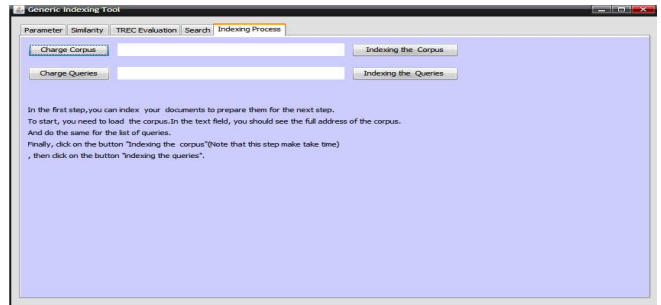 Generic Indexing Tool
Parameter Similarity TREC Evaluation Search Indexing Process
Charge Corpus Indexing the Corpus
Charge Queries Indexing the Queries
In the first step,you can index your documents to prepare them for the next step.
To start, you need to load the corpus.In the text field, you should see the full address of the corpus.
And do the same for the list of queries.
Finally, click on the button "Indexing the corpus"(Note that this step make take time)
, then click on the button "indexing the queries".